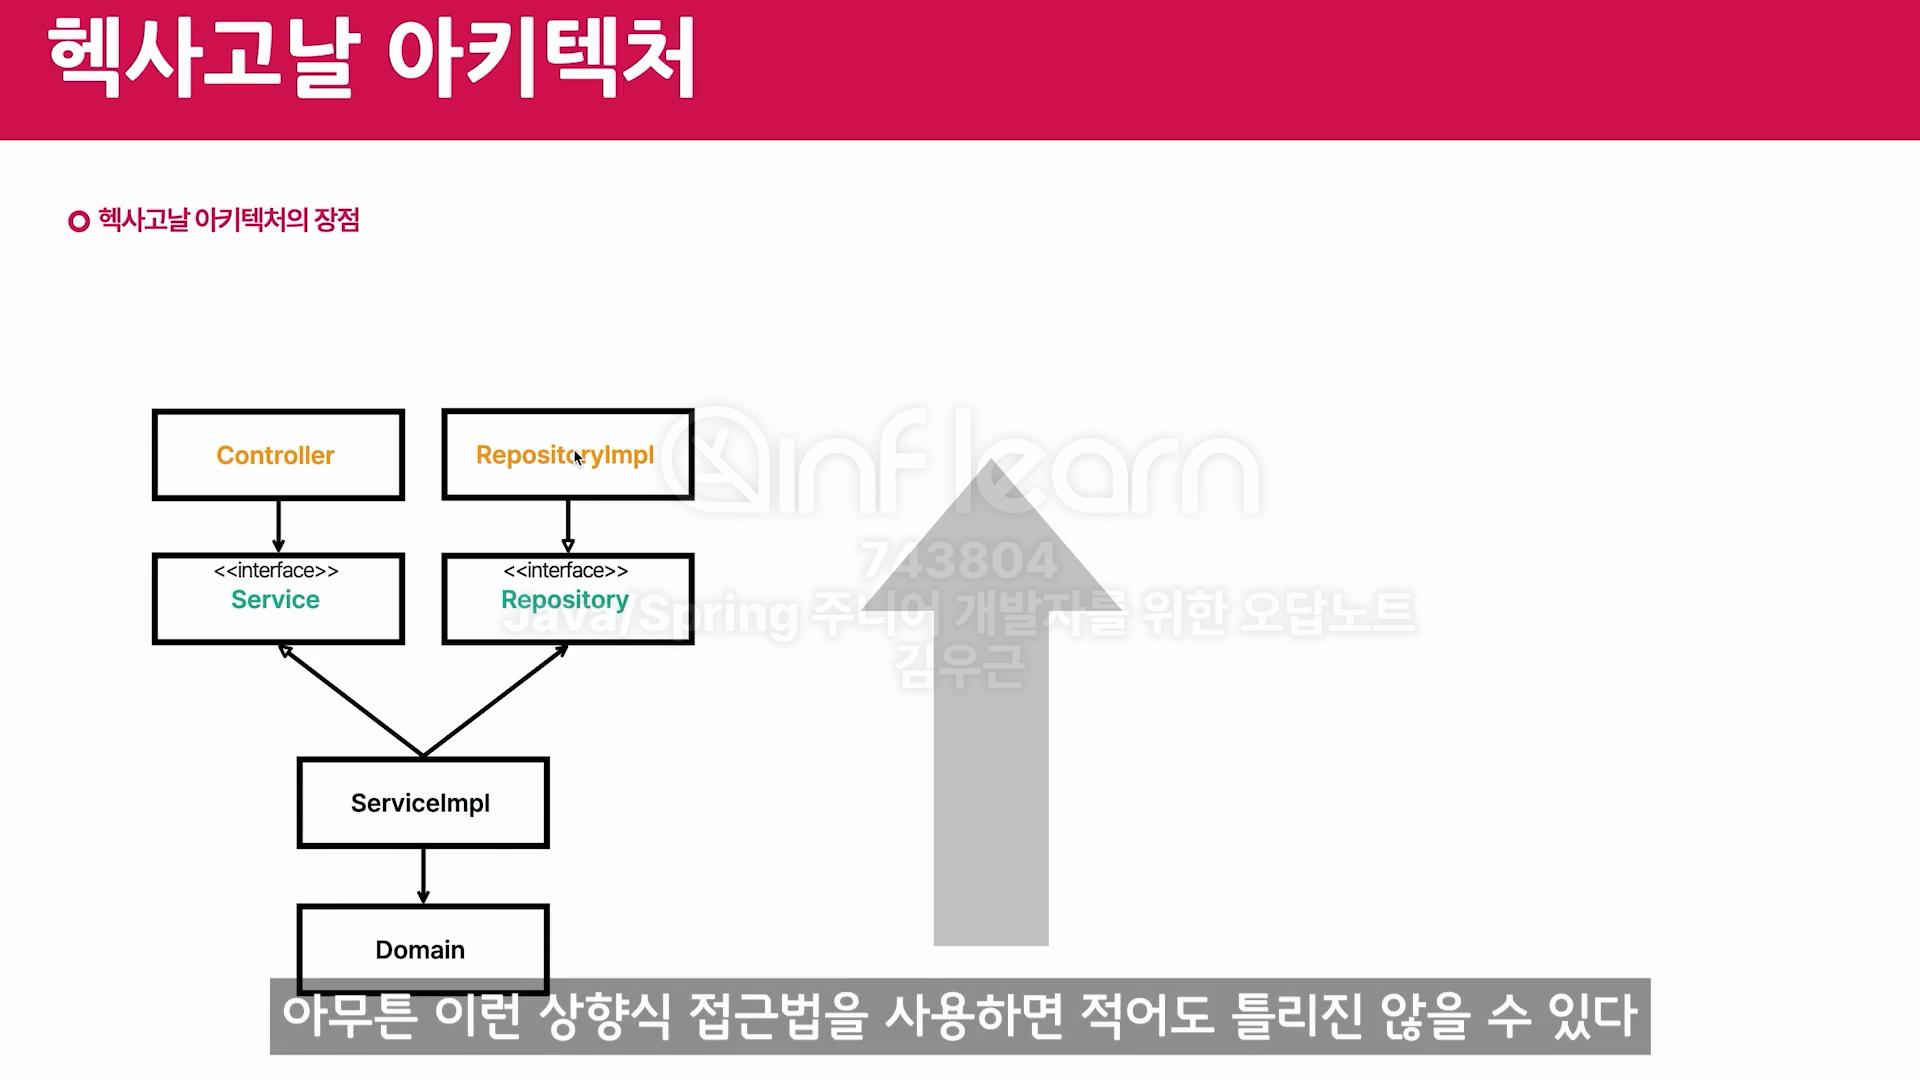 헥사고날 아키텍처
헥사고날 아키텍처의 장점
Controller
RepositoryImpl
<<interface>>
Service
<<interface>>
Repository
inflearn
743804
Java/Spring 주니어 개발자를 위한 오답노트
김우근
ServiceImpl
Domain
아무튼 이런 상향식 접근법을 사용하면 적어도 틀리진 않을 수 있다